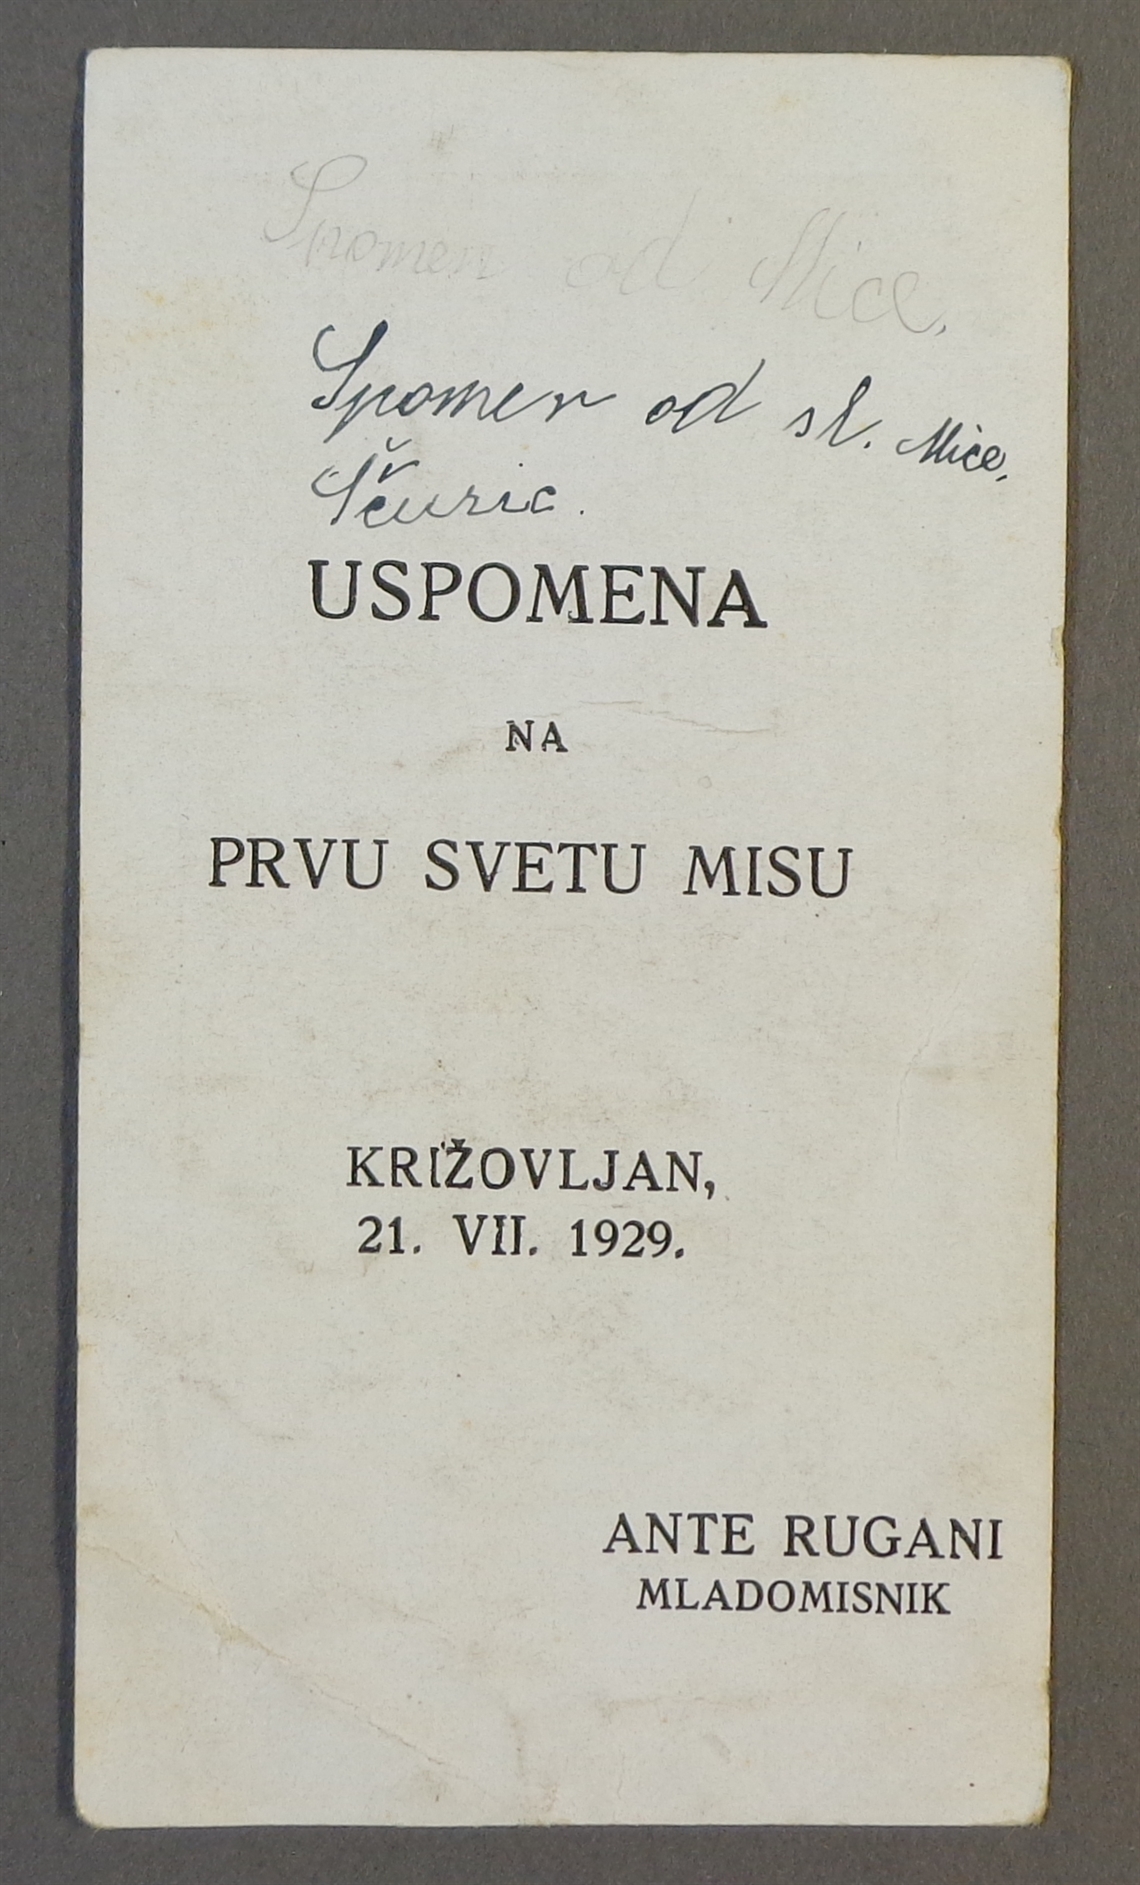 Spomen od Mice.
Spomen od sl. Mice,
Ščuric.
USPOMENA
NA
PRVU SVETU MISU
KRIŽOVLJAN,
21. VII. 1929.
ANTE RUGANI
MLADOMISNIK